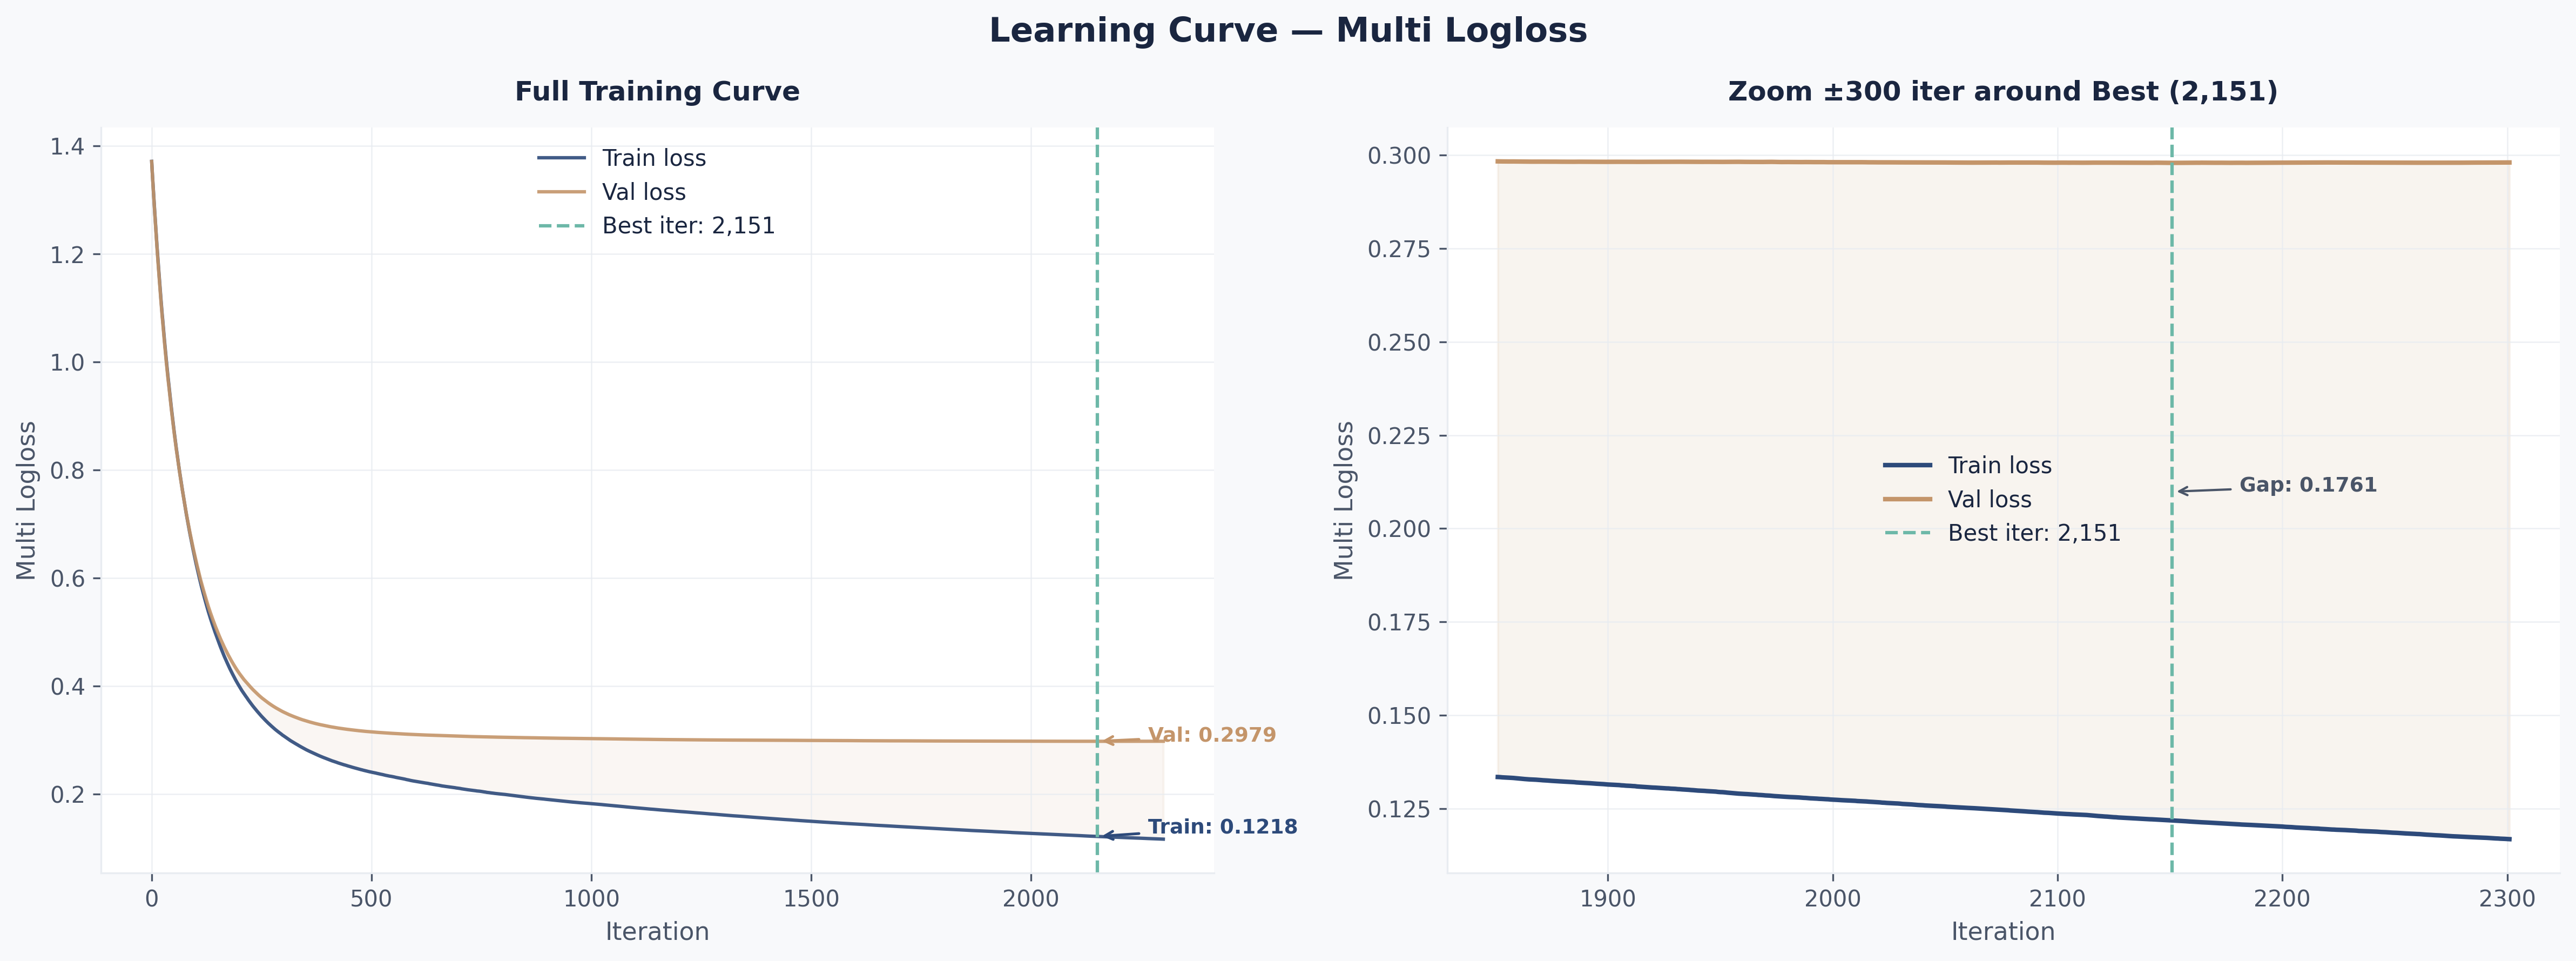 Learning Curve — Multi Logloss
Full Training Curve
Multi Logloss
1.4
1.2
1.0
0.8
0.6
0.4
0.2
Train loss
Val loss
Best iter: 2,151
Val: 0.2979
Train: 0.1218
0
500
1000
1500
2000
Iteration
Zoom ±300 iter around Best (2,151)
Multi Logloss
0.300
0.275
0.250
0.225
0.200
0.175
0.150
0.125
Train loss
Val loss
Best iter: 2,151
Gap: 0.1761
1900
2000
2100
2200
2300
Iteration